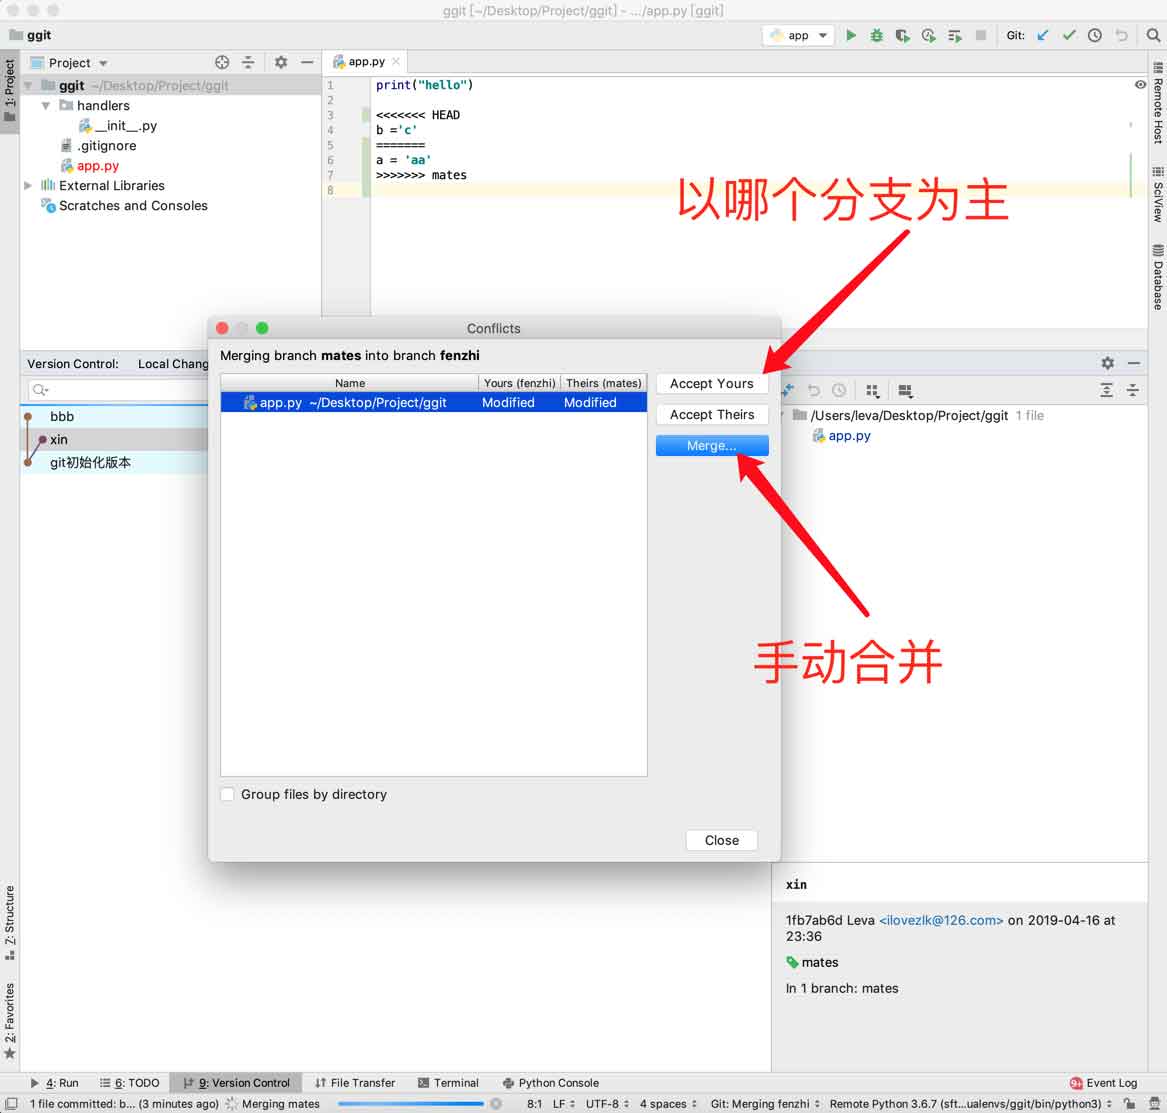 ggit [~/Desktop/Project/ggit] - .../app.py [ggit]
ggit
app
Git:
1: Project
Project
app.py
ggit ~/Desktop/Project/ggit
handlers
__init__.py
.gitignore
app.py
External Libraries
Scratches and Consoles
1 print("hello")
2
3 <<<<<<< HEAD
4 b ='c'
5 =======
6 a = 'aa'
7 >>>>>>> mates
8
以哪个分支为主
Remote Host
SciView
Database
Conflicts
Merging branch mates into branch fenzhi
Name Yours (fenzhi) Theirs (mates)
app.py ~/Desktop/Project/ggit Modified Modified
Accept Yours
Accept Theirs
Merge...
手动合并
Group files by directory
Close
Version Control: Local Chang
bbb
xin
git初始化版本
/Users/leva/Desktop/Project/ggit 1 file
app.py
xin
1fb7ab6d Leva <ilovezlk@126.com> on 2019-04-16 at
23:36
mates
In 1 branch: mates
7: Structure
2: Favorites
4: Run 6: TODO 9: Version Control File Transfer Terminal Python Console 9+ Event Log
1 file committed: b... (3 minutes ago) Merging mates 8:1 LF UTF-8 4 spaces Git: Merging fenzhi Remote Python 3.6.7 (sft...ualenvs/ggit/bin/python3)